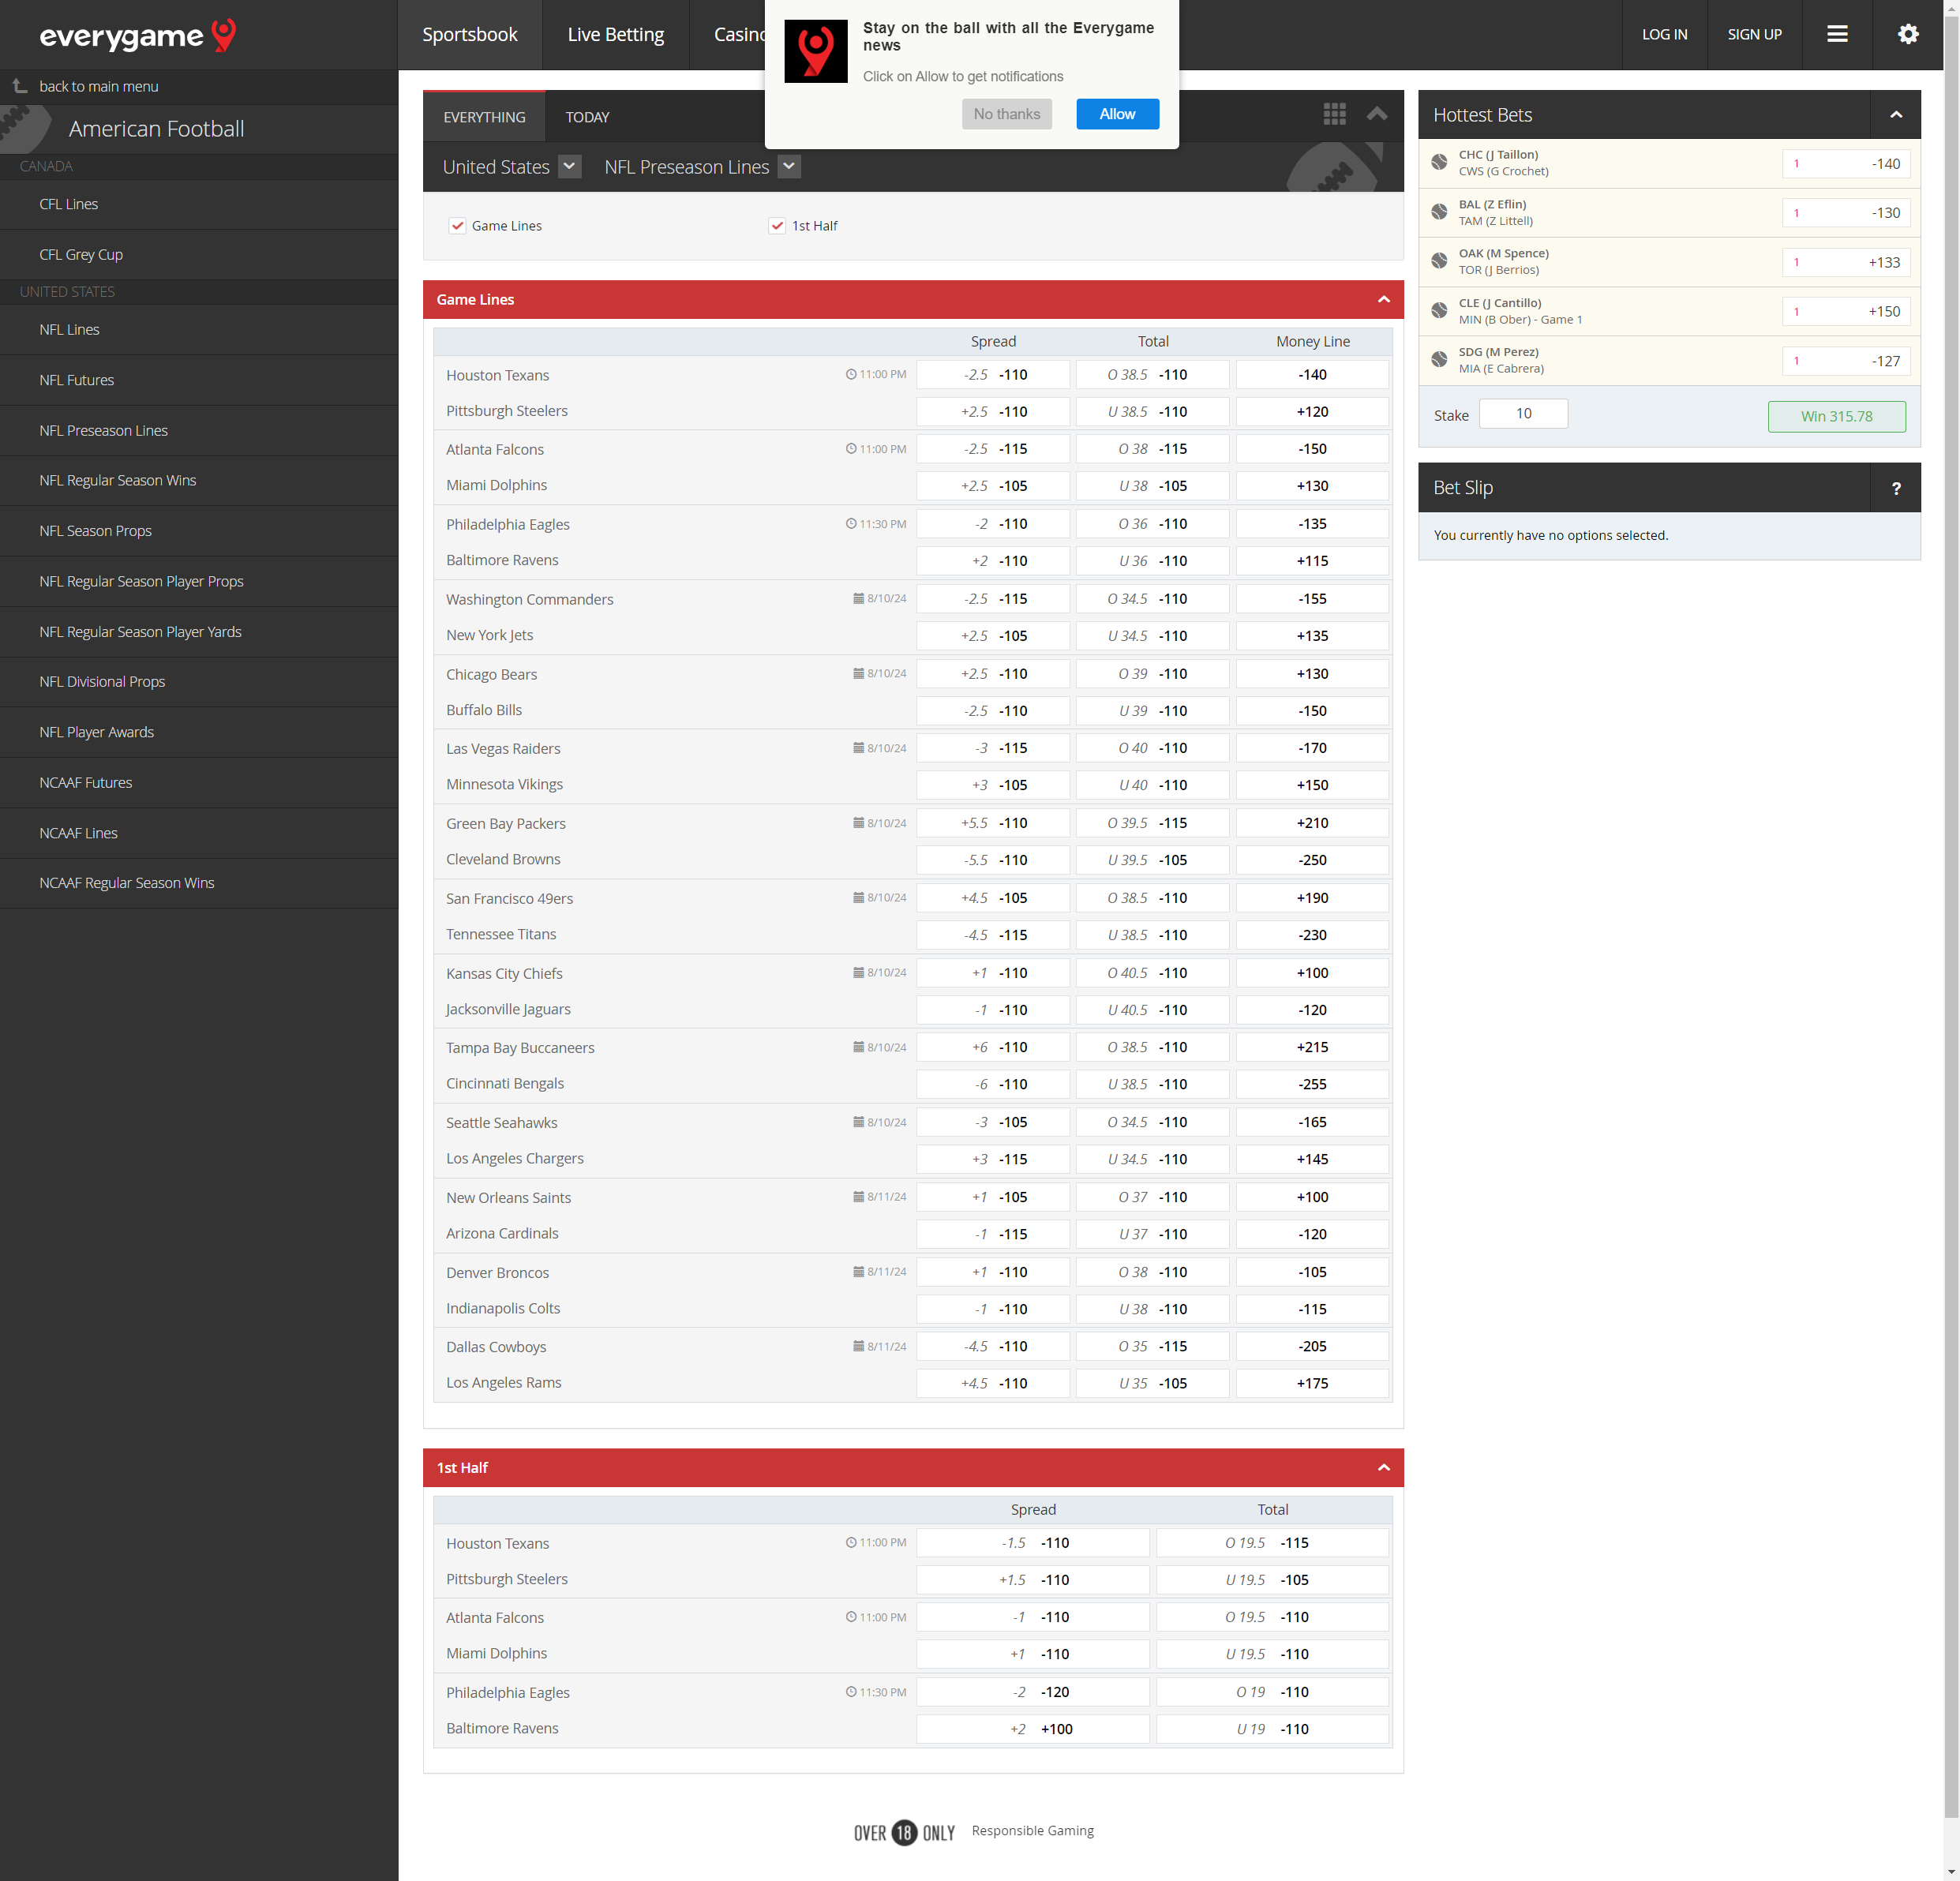 everygame
Sportsbook
Live Betting
Casino
Stay on the ball with all the Everygame
news
Click on Allow to get notifications
No thanks
Allow
LOG IN
SIGN UP
back to main menu
American Football
CANADA
CFL Lines
CFL Grey Cup
UNITED STATES
NFL Lines
NFL Futures
NFL Preseason Lines
NFL Regular Season Wins
NFL Season Props
NFL Regular Season Player Props
NFL Regular Season Player Yards
NFL Divisional Props
NFL Player Awards
NCAAF Futures
NCAAF Lines
NCAAF Regular Season Wins
EVERYTHING
TODAY
United States
NFL Preseason Lines
Game Lines
1st Half
Game Lines
Spread Total Money Line
Houston Texans 11:00 PM -2.5 -110 O 38.5 -110 -140
Pittsburgh Steelers +2.5 -110 U 38.5 -110 +120
Atlanta Falcons 11:00 PM -2.5 -115 O 38 -115 -150
Miami Dolphins +2.5 -105 U 38 -105 +130
Philadelphia Eagles 11:30 PM -2 -110 O 36 -110 -135
Baltimore Ravens +2 -110 U 36 -110 +115
Washington Commanders 8/10/24 -2.5 -115 O 34.5 -110 -155
New York Jets +2.5 -105 U 34.5 -110 +135
Chicago Bears 8/10/24 +2.5 -110 O 39 -110 +130
Buffalo Bills -2.5 -110 U 39 -110 -150
Las Vegas Raiders 8/10/24 -3 -115 O 40 -110 -170
Minnesota Vikings +3 -105 U 40 -110 +150
Green Bay Packers 8/10/24 +5.5 -110 O 39.5 -115 +210
Cleveland Browns -5.5 -110 U 39.5 -105 -250
San Francisco 49ers 8/10/24 +4.5 -105 O 38.5 -110 +190
Tennessee Titans -4.5 -115 U 38.5 -110 -230
Kansas City Chiefs 8/10/24 +1 -110 O 40.5 -110 +100
Jacksonville Jaguars -1 -110 U 40.5 -110 -120
Tampa Bay Buccaneers 8/10/24 +6 -110 O 38.5 -110 +215
Cincinnati Bengals -6 -110 U 38.5 -110 -255
Seattle Seahawks 8/10/24 -3 -105 O 34.5 -110 -165
Los Angeles Chargers +3 -115 U 34.5 -110 +145
New Orleans Saints 8/11/24 +1 -105 O 37 -110 +100
Arizona Cardinals -1 -115 U 37 -110 -120
Denver Broncos 8/11/24 +1 -110 O 38 -110 -105
Indianapolis Colts -1 -110 U 38 -110 -115
Dallas Cowboys 8/11/24 -4.5 -110 O 35 -115 -205
Los Angeles Rams +4.5 -110 U 35 -105 +175
1st Half
Spread Total
Houston Texans 11:00 PM -1.5 -110 O 19.5 -115
Pittsburgh Steelers +1.5 -110 U 19.5 -105
Atlanta Falcons 11:00 PM -1 -110 O 19.5 -110
Miami Dolphins +1 -110 U 19.5 -110
Philadelphia Eagles 11:30 PM -2 -120 O 19 -110
Baltimore Ravens +2 +100 U 19 -110
Hottest Bets
CHC (J Taillon)
CWS (G Crochet)
1 -140
BAL (Z Eflin)
TAM (Z Littell)
1 -130
OAK (M Spence)
TOR (J Berrios)
1 +133
CLE (J Cantillo)
MIN (B Ober) - Game 1
1 +150
SDG (M Perez)
MIA (E Cabrera)
1 -127
Stake 10 Win 315.78
Bet Slip ?
You currently have no options selected.
OVER 18 ONLY Responsible Gaming